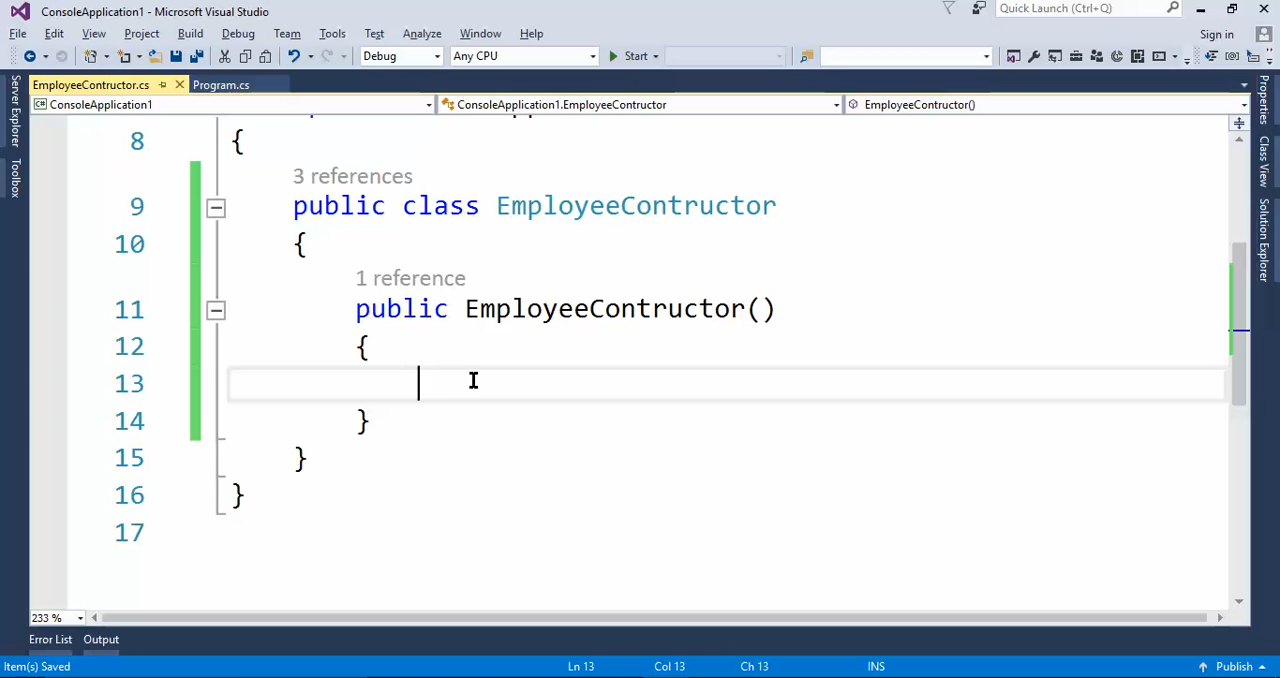 ConsoleApplication1 - Microsoft Visual Studio
Quick Launch (Ctrl+Q)
File Edit View Project Build Debug Team Tools Test Analyze Window Help
Sign in
Debug Any CPU Start
EmployeeContructor.cs Program.cs
ConsoleApplication1 ConsoleApplication1.EmployeeContructor EmployeeContructor()
Server Explorer
Toolbox
Properties
Class View
Solution Explorer
8 {
3 references
9 public class EmployeeContructor
10 {
1 reference
11 public EmployeeContructor()
12 {
13
14 }
15 }
16 }
17
233 %
Error List Output
Item(s) Saved Ln 13 Col 13 Ch 13 INS Publish